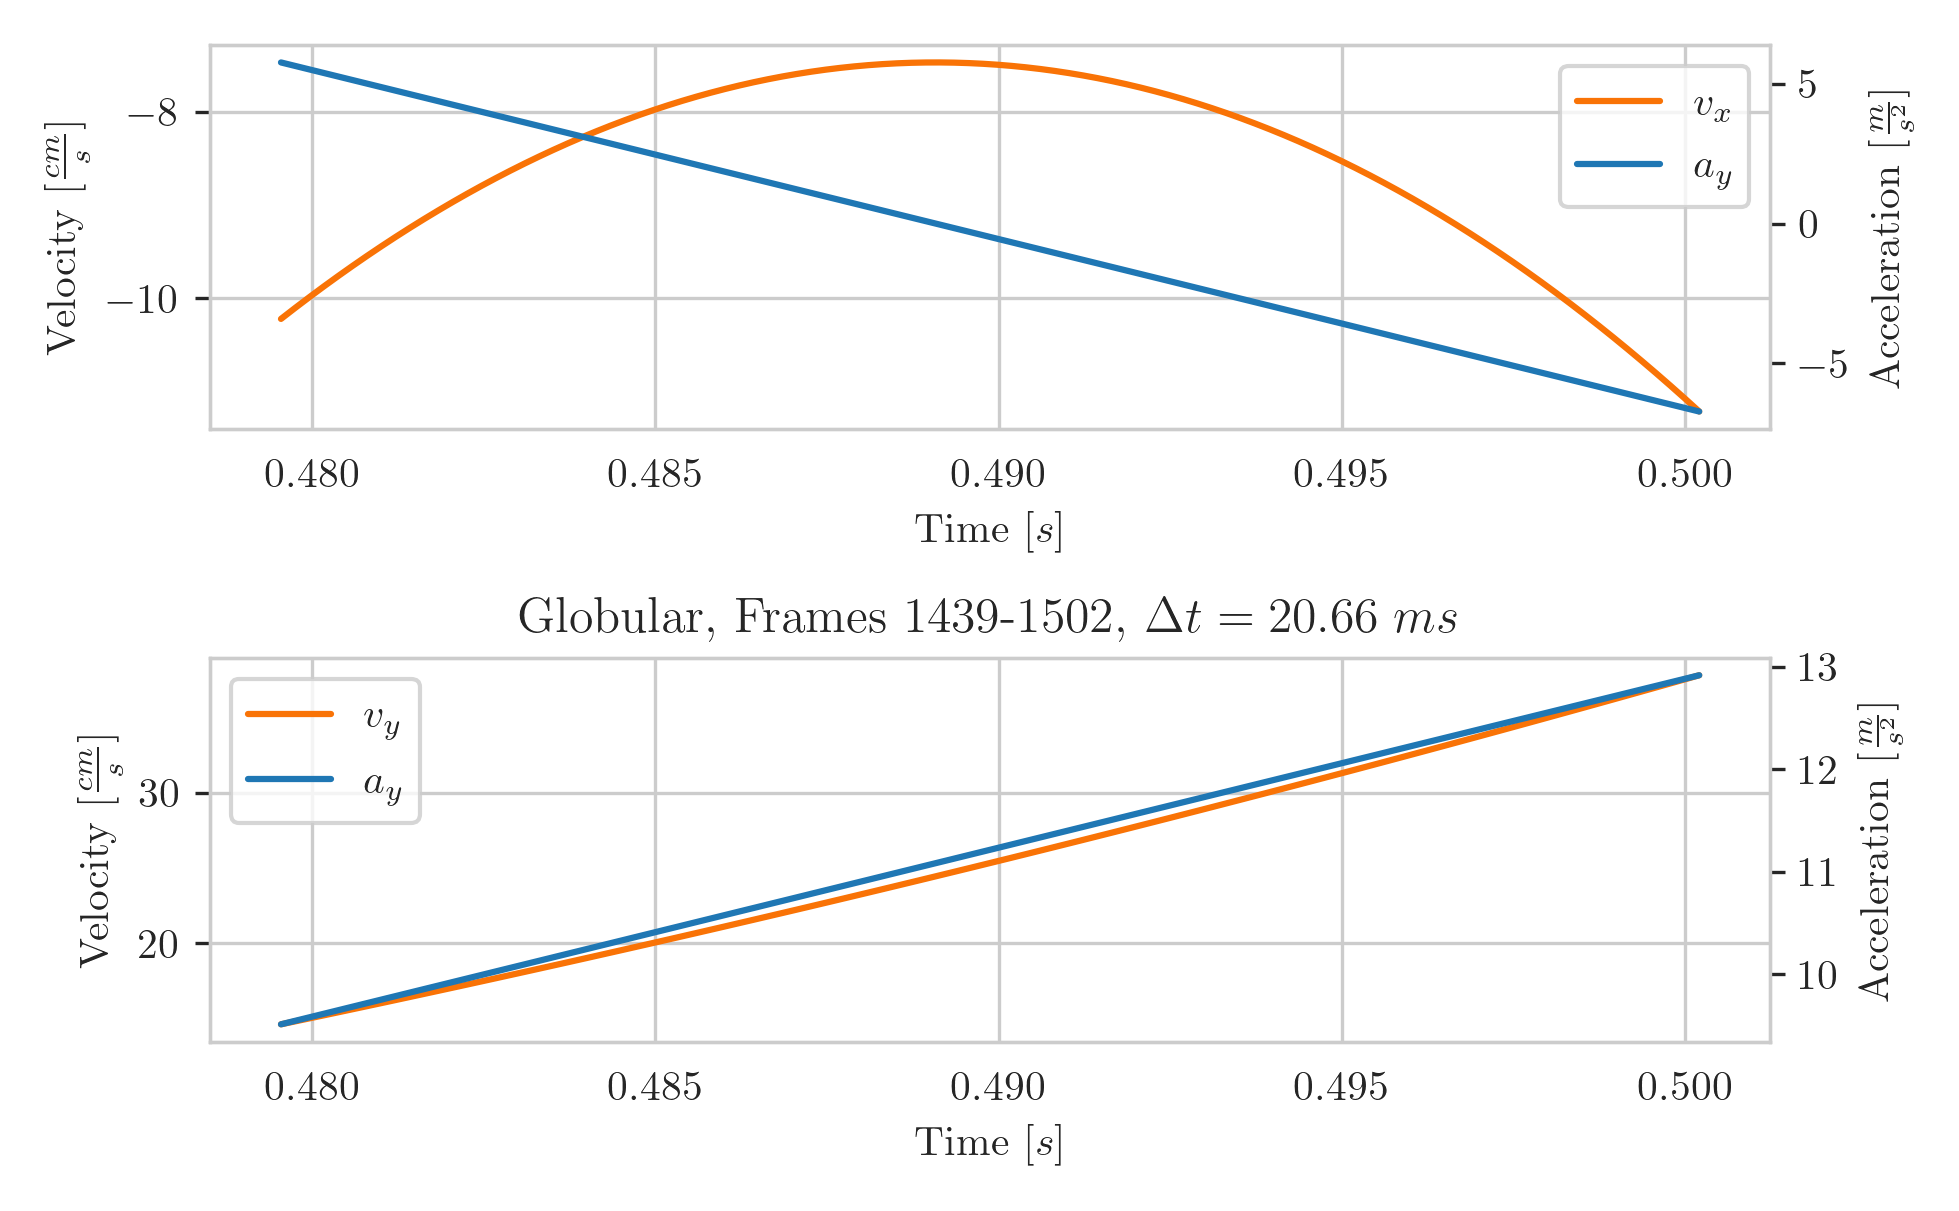 −8
−10
Velocity [cm/s]
v_x
a_y
5
0
−5
Acceleration [m/s²]
0.480 0.485 0.490 0.495 0.500
Time [s]
Globular, Frames 1439-1502, Δt = 20.66 ms
30
20
Velocity [cm/s]
v_y
a_y
13
12
11
10
Acceleration [m/s²]
0.480 0.485 0.490 0.495 0.500
Time [s]